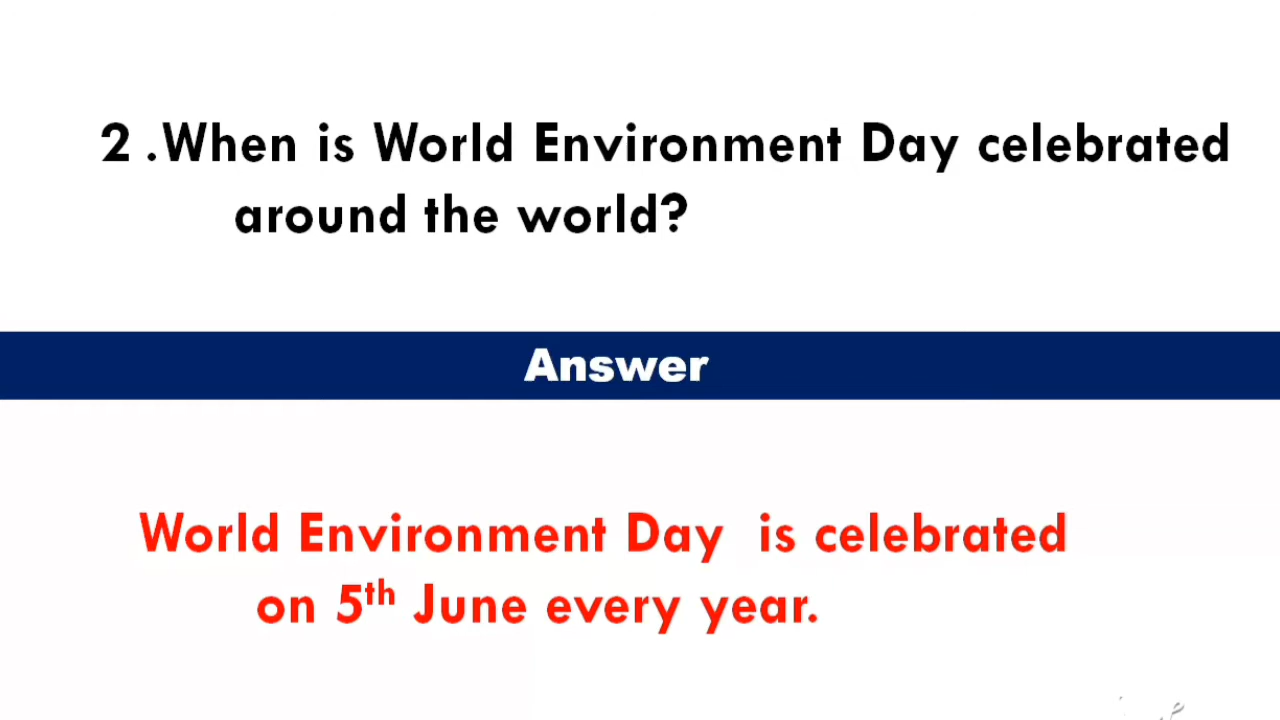 2 .When is World Environment Day celebrated
around the world?
Answer
World Environment Day is celebrated
on 5th June every year.